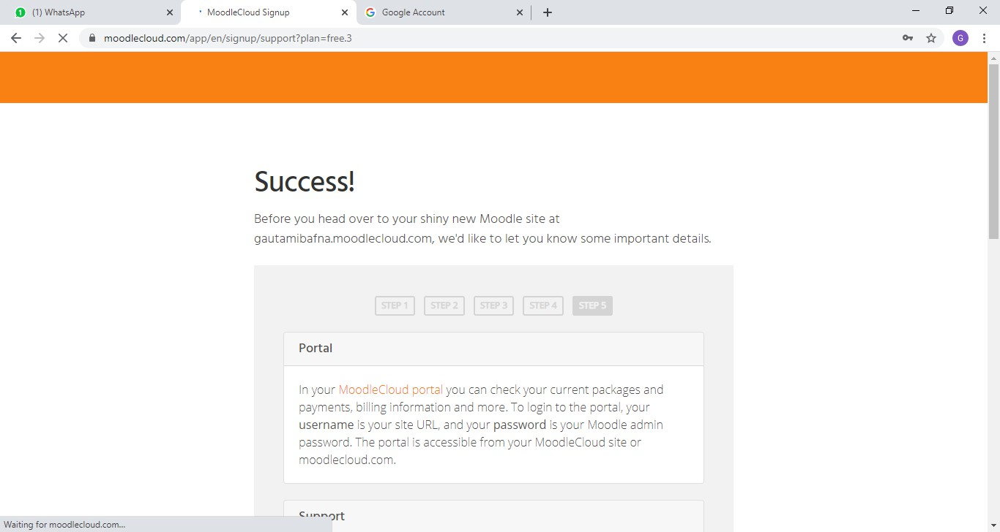 1 (1) WhatsApp
MoodleCloud Signup
Google Account
moodlecloud.com/app/en/signup/support?plan=free.3
G
Success!
Before you head over to your shiny new Moodle site at
gautamibafna.moodlecloud.com, we'd like to let you know some important details.
STEP 1 STEP 2 STEP 3 STEP 4 STEP 5
Portal
In your MoodleCloud portal you can check your current packages and
payments, billing information and more. To login to the portal, your
username is your site URL, and your password is your Moodle admin
password. The portal is accessible from your MoodleCloud site or
moodlecloud.com.
Support
Waiting for moodlecloud.com...